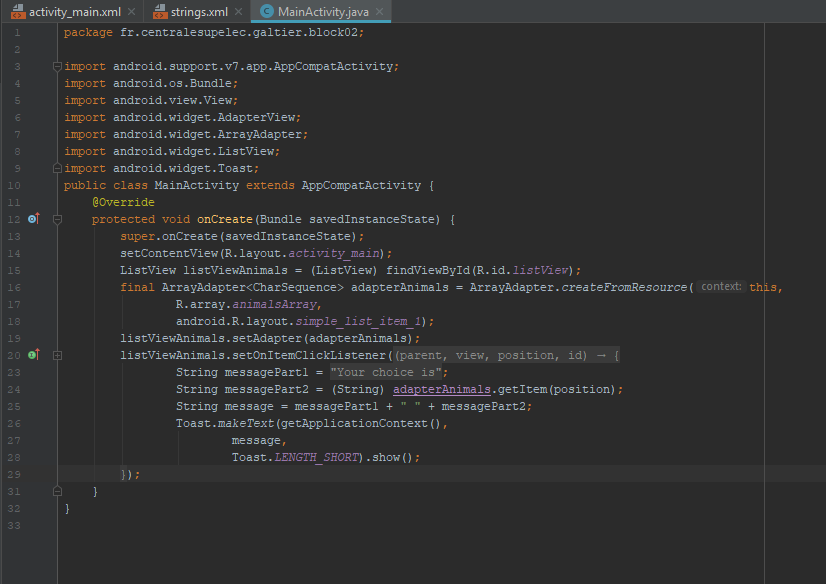 activity_main.xml × strings.xml × MainActivity.java ×
1 package fr.centralesupelec.galtier.block02;
2
3 import android.support.v7.app.AppCompatActivity;
4 import android.os.Bundle;
5 import android.view.View;
6 import android.widget.AdapterView;
7 import android.widget.ArrayAdapter;
8 import android.widget.ListView;
9 import android.widget.Toast;
10 public class MainActivity extends AppCompatActivity {
11 @Override
12 protected void onCreate(Bundle savedInstanceState) {
13 super.onCreate(savedInstanceState);
14 setContentView(R.layout.activity_main);
15 ListView listViewAnimals = (ListView) findViewById(R.id.listView);
16 final ArrayAdapter<CharSequence> adapterAnimals = ArrayAdapter.createFromResource( context: this,
17 R.array.animalsArray,
18 android.R.layout.simple_list_item_1);
19 listViewAnimals.setAdapter(adapterAnimals);
20 listViewAnimals.setOnItemClickListener((parent, view, position, id) → {
23 String messagePart1 = "Your choice is";
24 String messagePart2 = (String) adapterAnimals.getItem(position);
25 String message = messagePart1 + " " + messagePart2;
26 Toast.makeText(getApplicationContext(),
27 message,
28 Toast.LENGTH_SHORT).show();
29 });
31 }
32 }
33